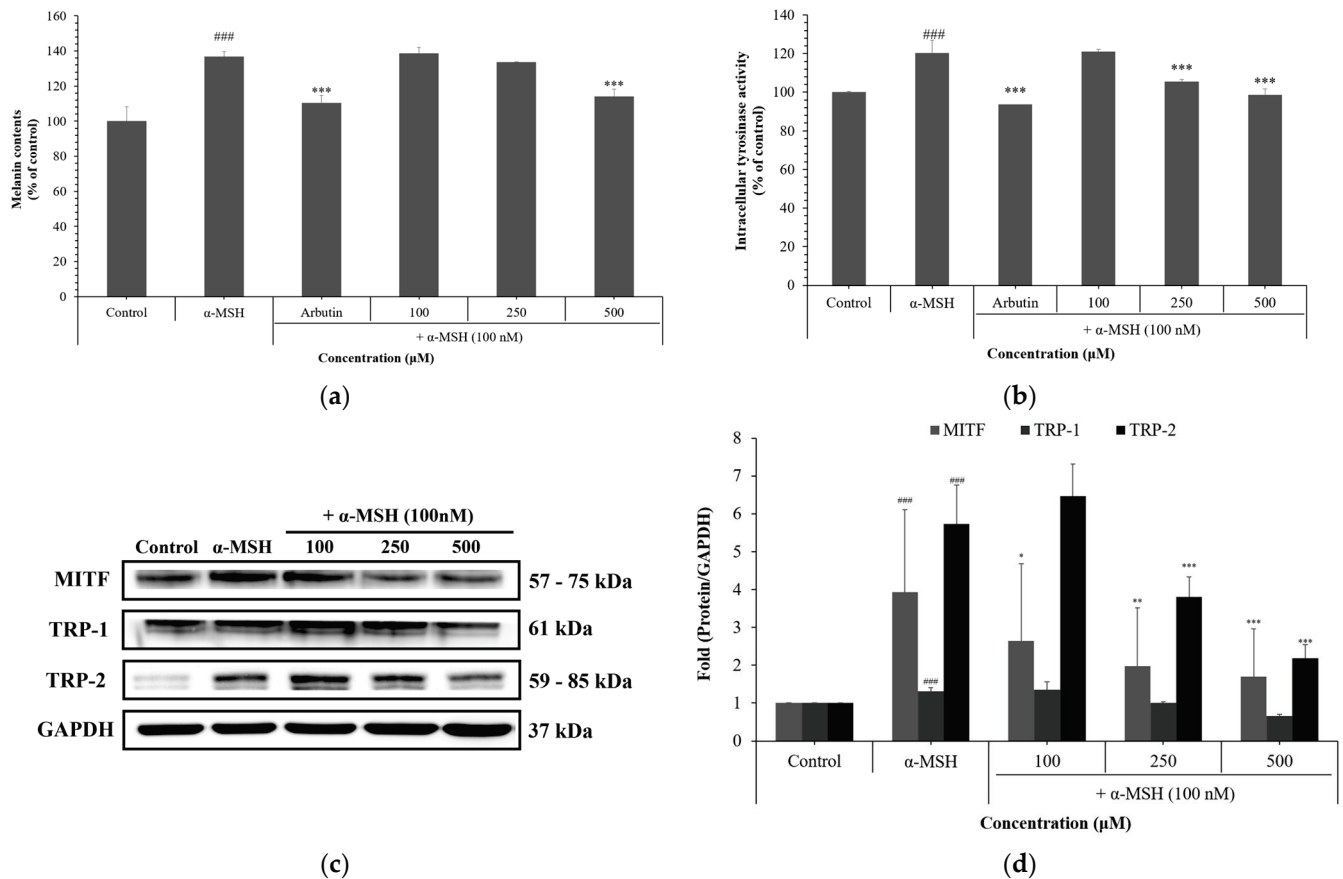 160
140
120
100
80
60
40
20
0
Melanin contents
(% of control)
###
***
***
Control
α-MSH
Arbutin
100
250
500
+ α-MSH (100 nM)
Concentration (μM)
(a)
140
120
100
80
60
40
20
0
Intracellular tyrosinase activity
(% of control)
###
***
***
***
Control
α-MSH
Arbutin
100
250
500
+ α-MSH (100 nM)
Concentration (μM)
(b)
+ α-MSH (100nM)
Control α-MSH 100 250 500
MITF 57 - 75 kDa
TRP-1 61 kDa
TRP-2 59 - 85 kDa
GAPDH 37 kDa
(c)
MITF TRP-1 TRP-2
8
7
6
5
4
3
2
1
0
Fold (Protein/GAPDH)
###
###
###
*
**
***
***
***
Control
α-MSH
100
250
500
+ α-MSH (100 nM)
Concentration (μM)
(d)